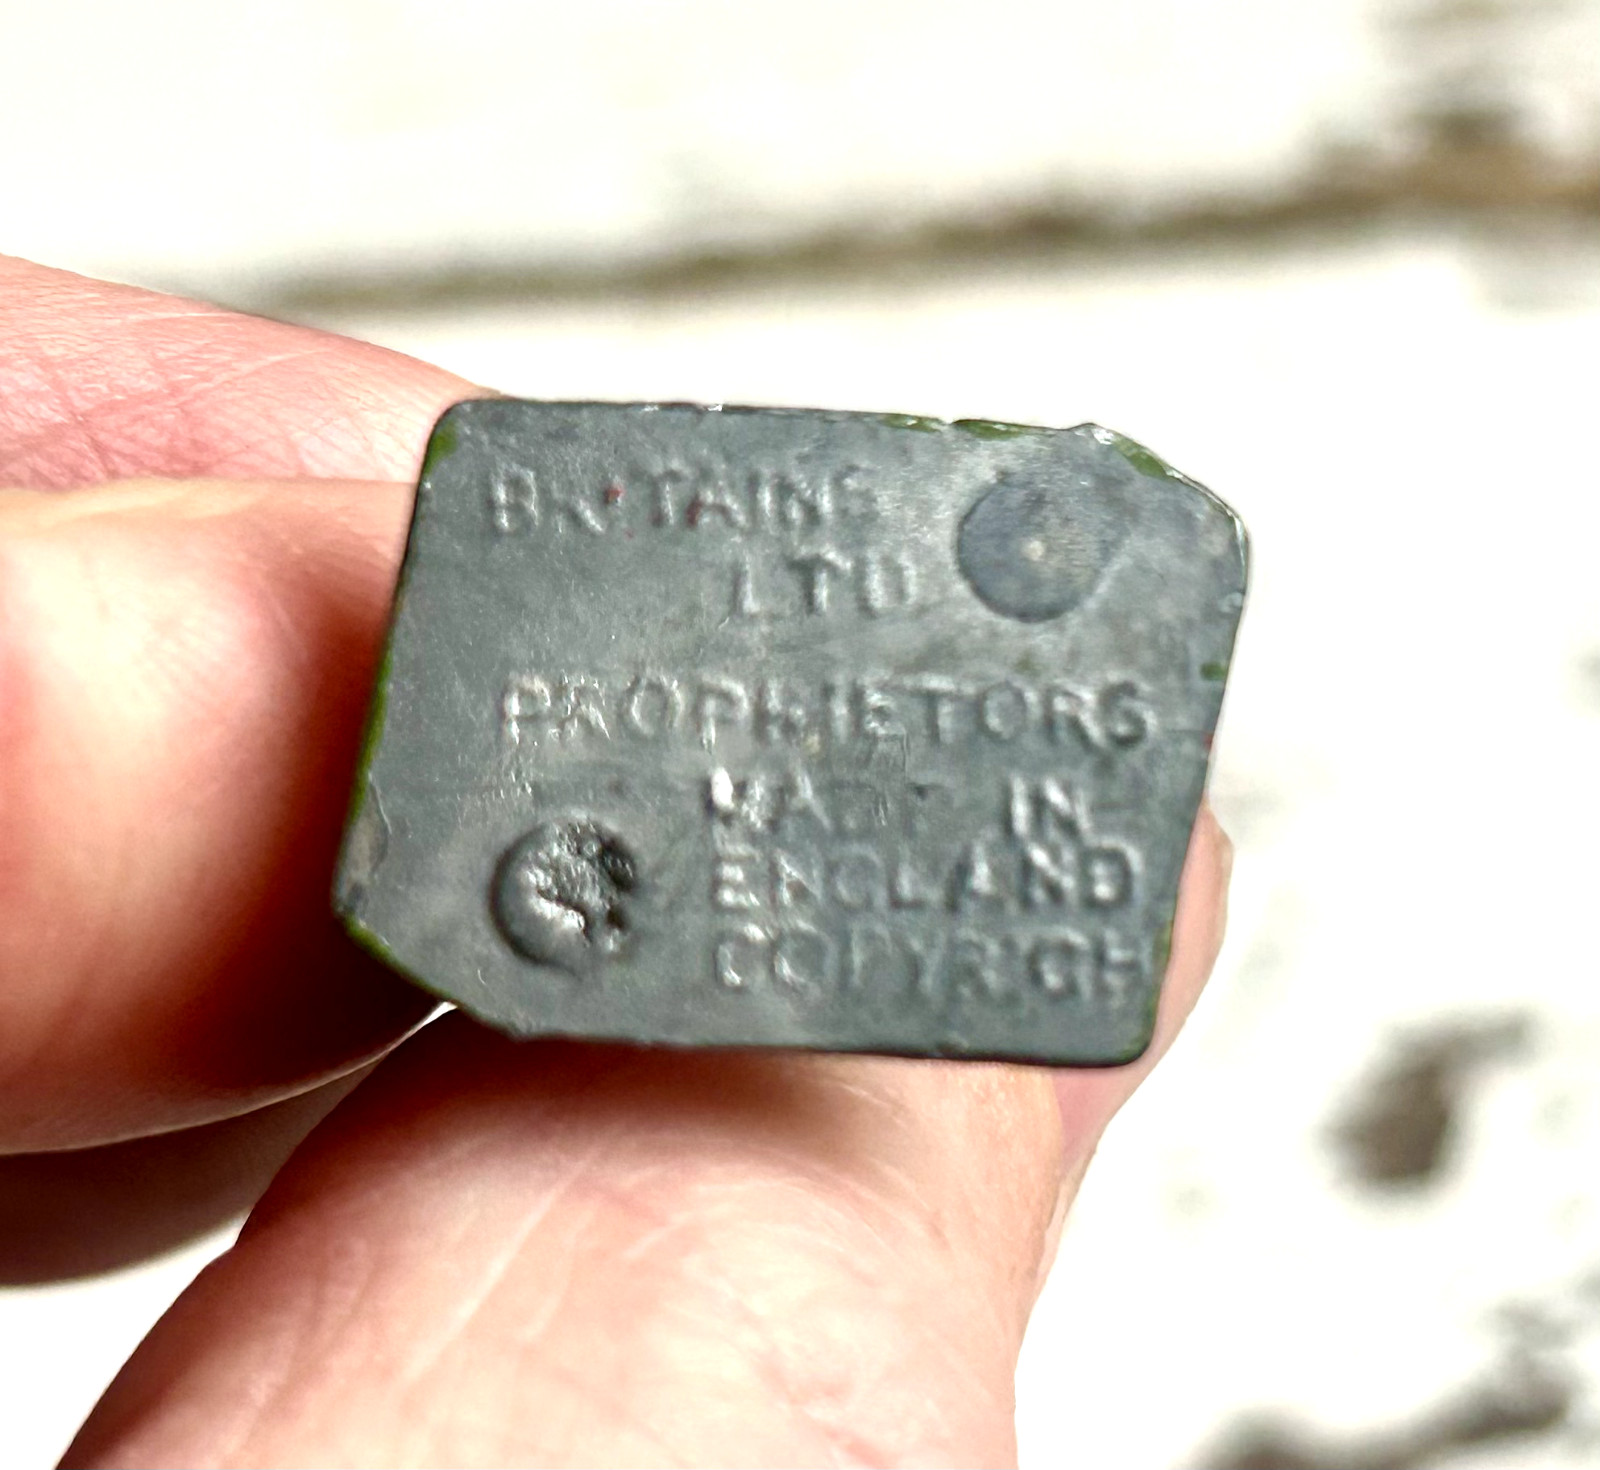 BRITAINS
LTD
PROPRIETORS
MADE IN
ENGLAND
COPYRIGH